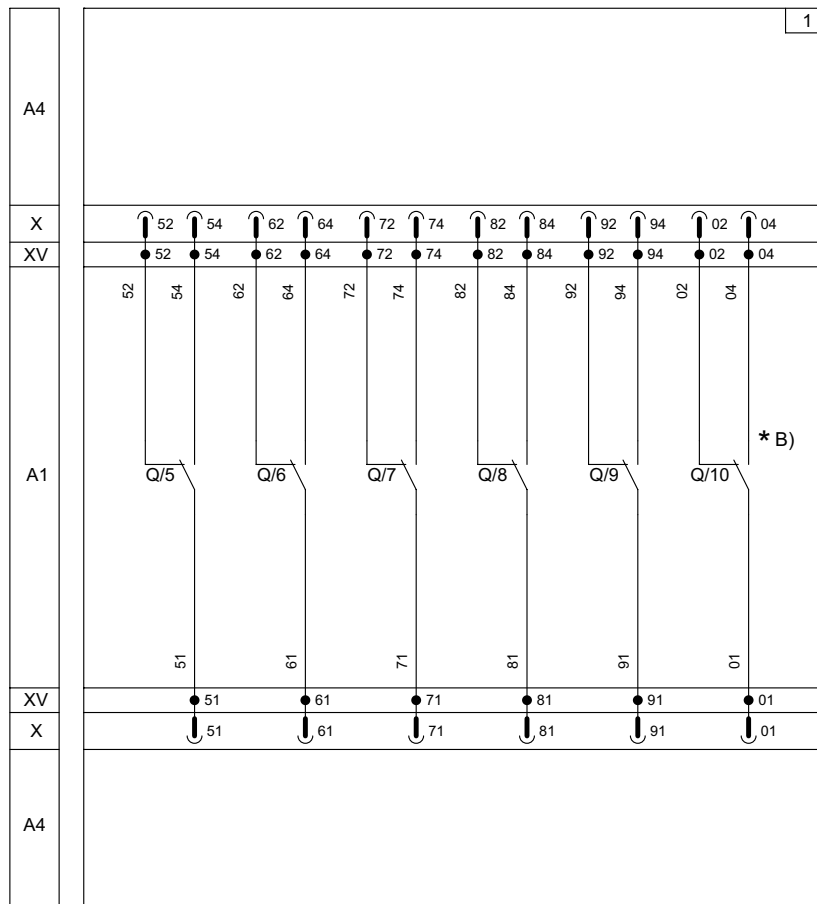 1
A4
X 52 54 62 64 72 74 82 84 92 94 02 04
XV 52 54 62 64 72 74 82 84 92 94 02 04
52 54 62 64 72 74 82 84 92 94 02 04
* B)
A1 Q/5 Q/6 Q/7 Q/8 Q/9 Q/10
51 61 71 81 91 01
XV 51 61 71 81 91 01
X 51 61 71 81 91 01
A4